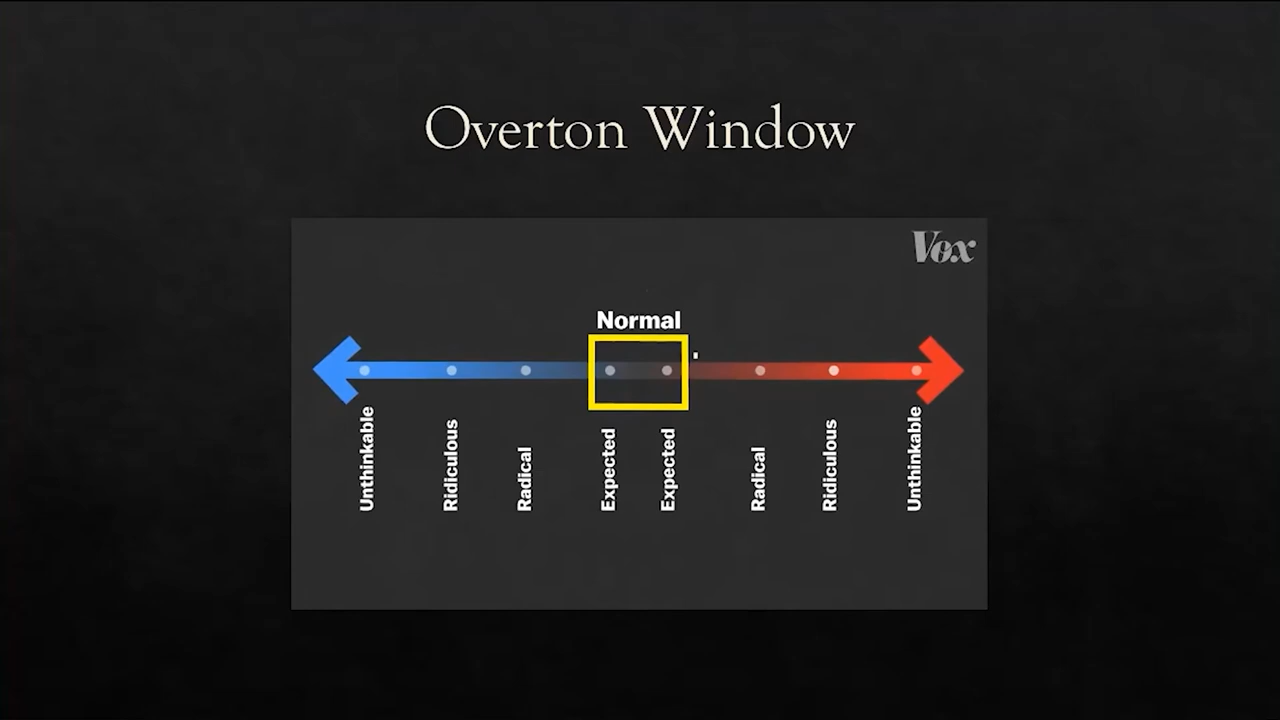 Overton Window
Vox
Normal
Unthinkable
Ridiculous
Radical
Expected
Expected
Radical
Ridiculous
Unthinkable